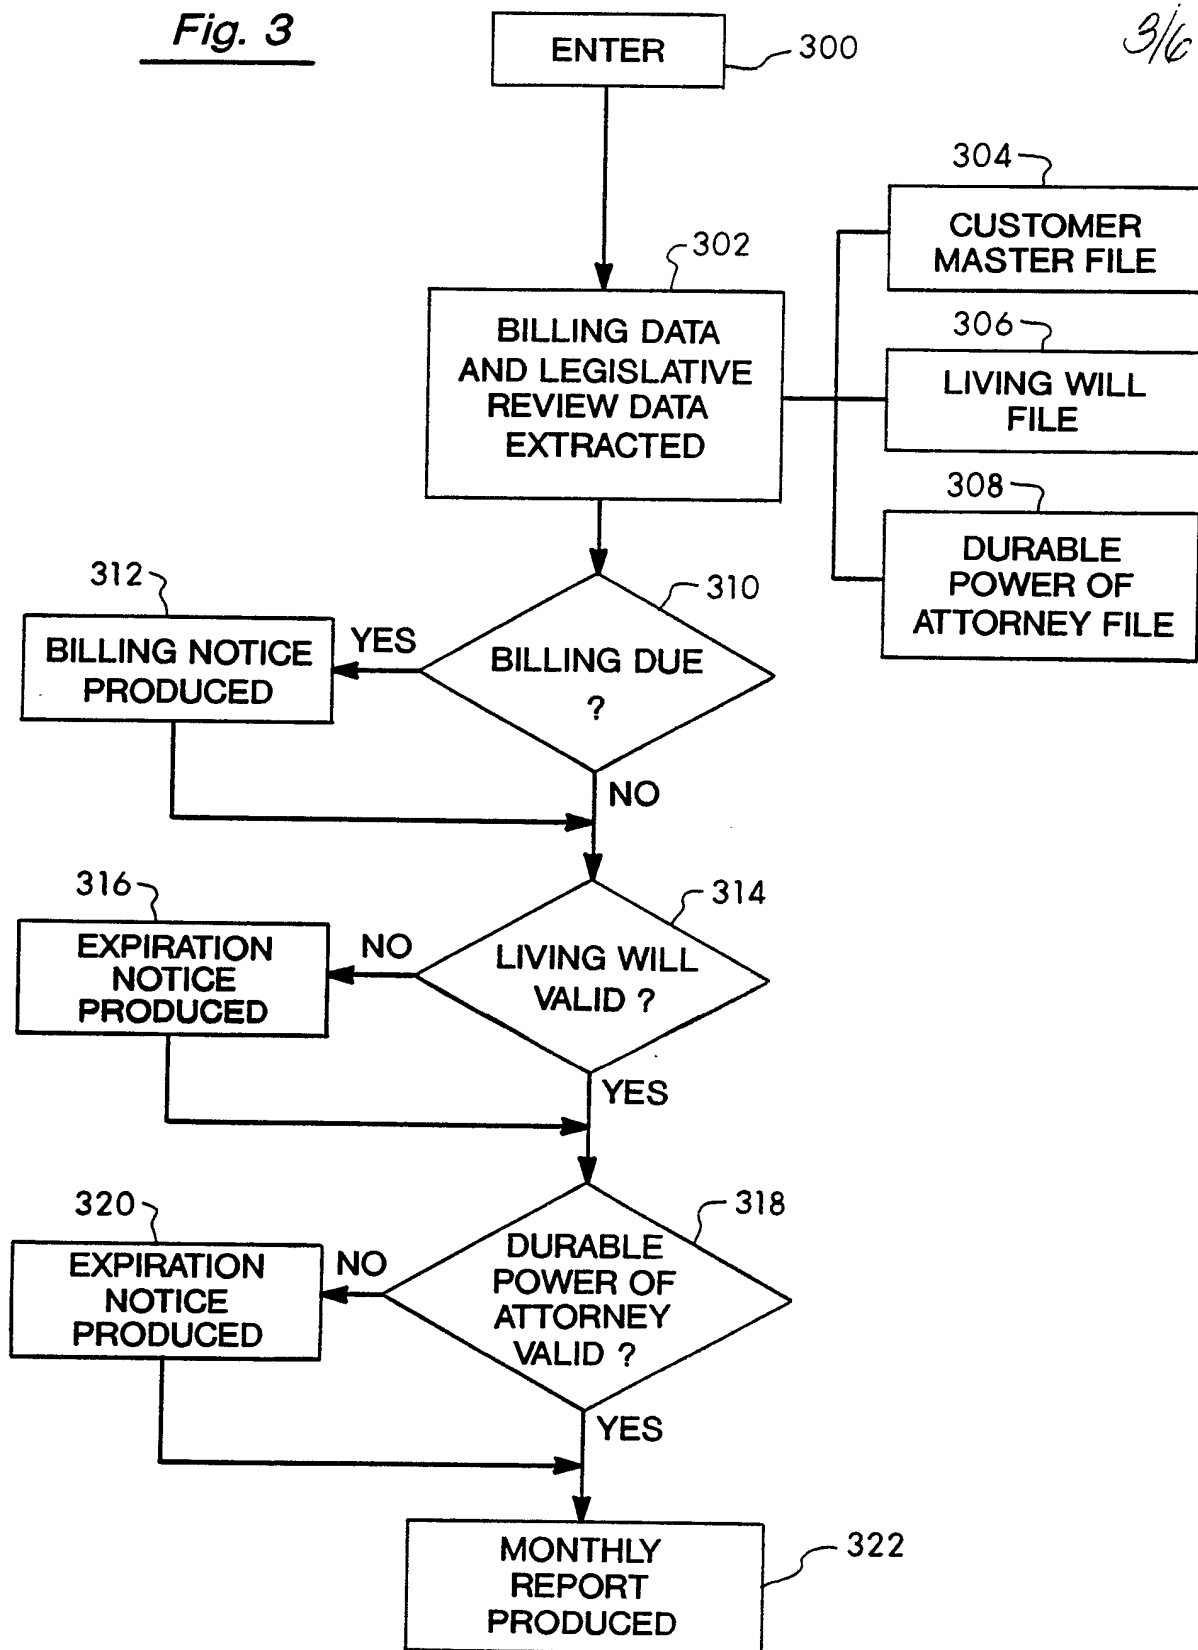 Fig. 3
3/6
ENTER
300
304
CUSTOMER
MASTER FILE
302
BILLING DATA
AND LEGISLATIVE
REVIEW DATA
EXTRACTED
306
LIVING WILL
FILE
308
DURABLE
POWER OF
ATTORNEY FILE
312
BILLING NOTICE
PRODUCED
YES
310
BILLING DUE
?
NO
316
EXPIRATION
NOTICE
PRODUCED
NO
314
LIVING WILL
VALID ?
YES
320
EXPIRATION
NOTICE
PRODUCED
NO
318
DURABLE
POWER OF
ATTORNEY
VALID ?
YES
MONTHLY
REPORT
PRODUCED
322